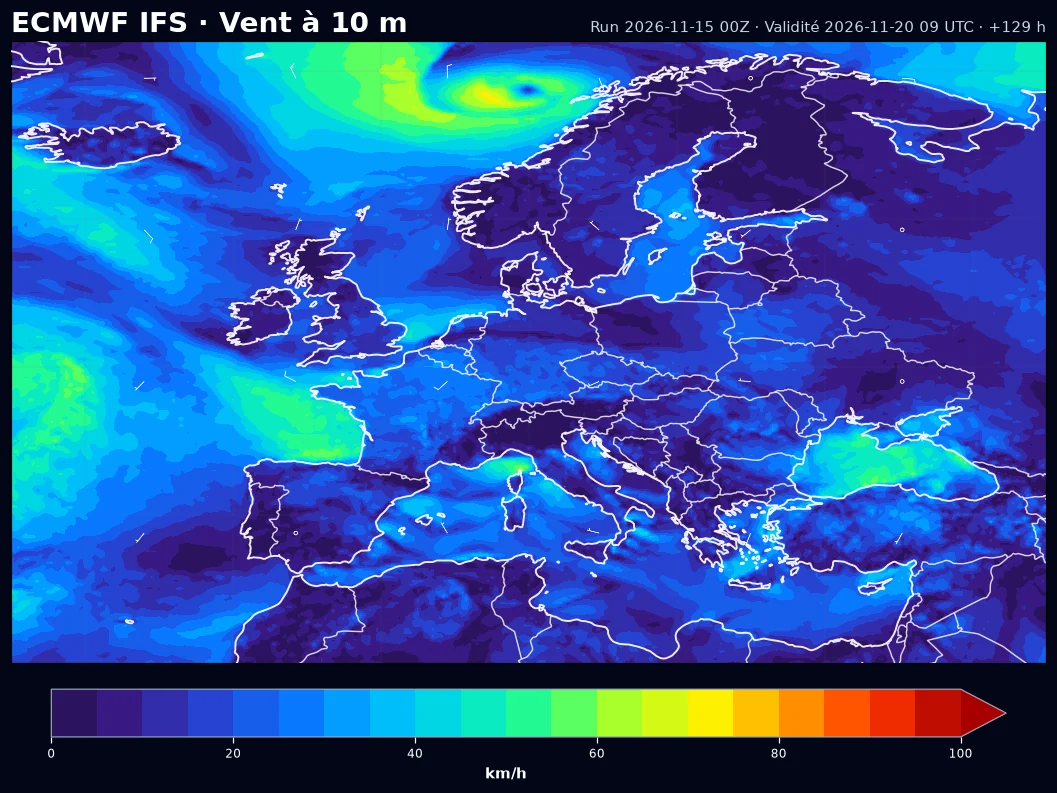 ECMWF IFS · Vent à 10 m
Run 2026-11-15 00Z · Validité 2026-11-20 09 UTC · +129 h
0 20 40 60 80 100
km/h